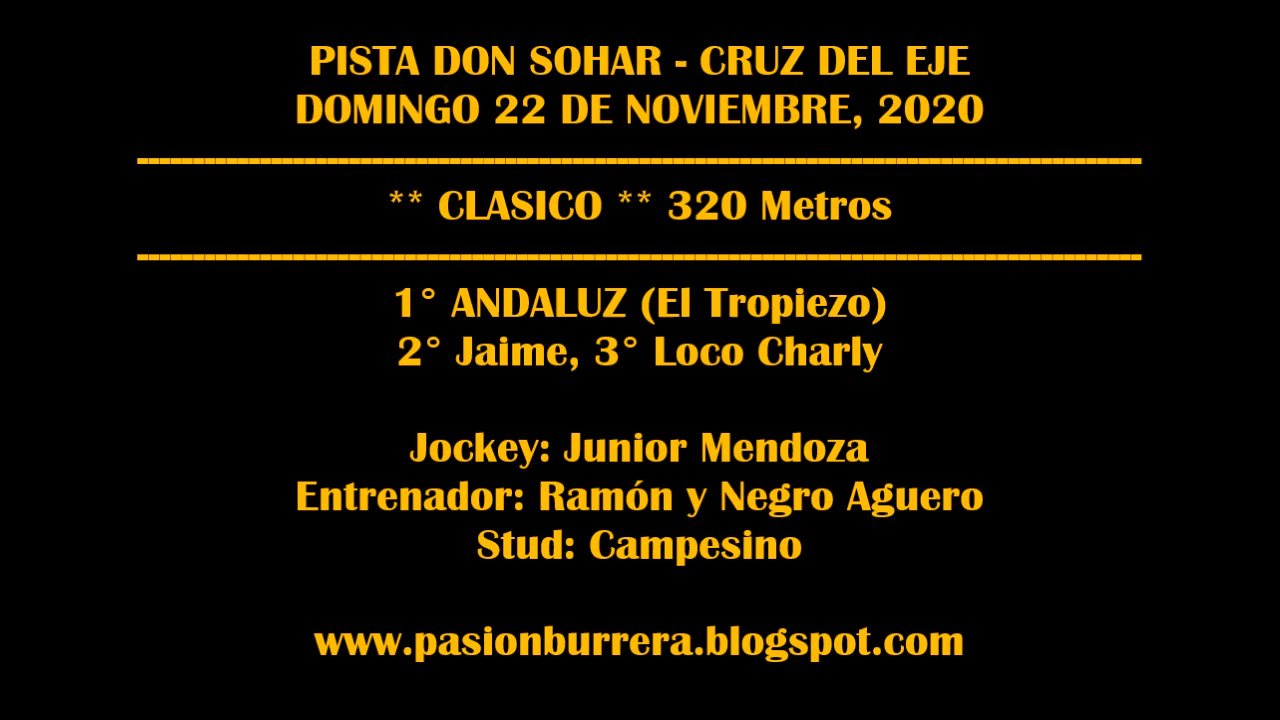 PISTA DON SOHAR - CRUZ DEL EJE
DOMINGO 22 DE NOVIEMBRE, 2020
** CLASICO ** 320 Metros
1° ANDALUZ (El Tropiezo)
2° Jaime, 3° Loco Charly
Jockey: Junior Mendoza
Entrenador: Ramón y Negro Aguero
Stud: Campesino
www.pasionburrera.blogspot.com